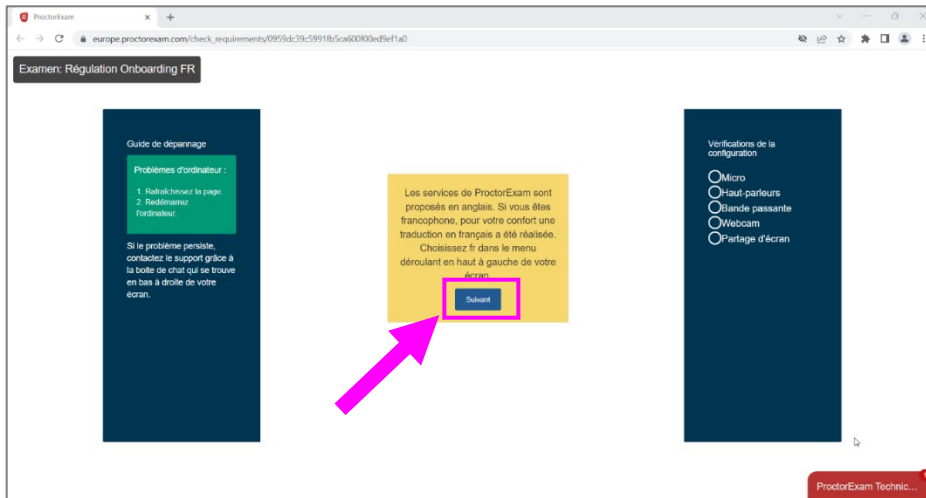 ProctorExam
europe.proctorexam.com/check_requirements/0959dc39c5991fb5ca600f00ed9ef1a0
Examen: Régulation Onboarding FR
Guide de dépannage
Problèmes d'ordinateur :
1. Rafraîchissez la page.
2. Redémarrez
l'ordinateur.
Si le problème persiste,
contactez le support grâce à
la boite de chat qui se trouve
en bas à droite de votre
écran.
Les services de ProctorExam sont
proposés en anglais. Si vous êtes
francophone, pour votre confort une
traduction en français a été réalisée.
Choisissez fr dans le menu
déroulant en haut à gauche de votre
écran.
Suivant
Vérifications de la
configuration
Micro
Haut-parleurs
Bande passante
Webcam
Partage d'écran
ProctorExam Technic...